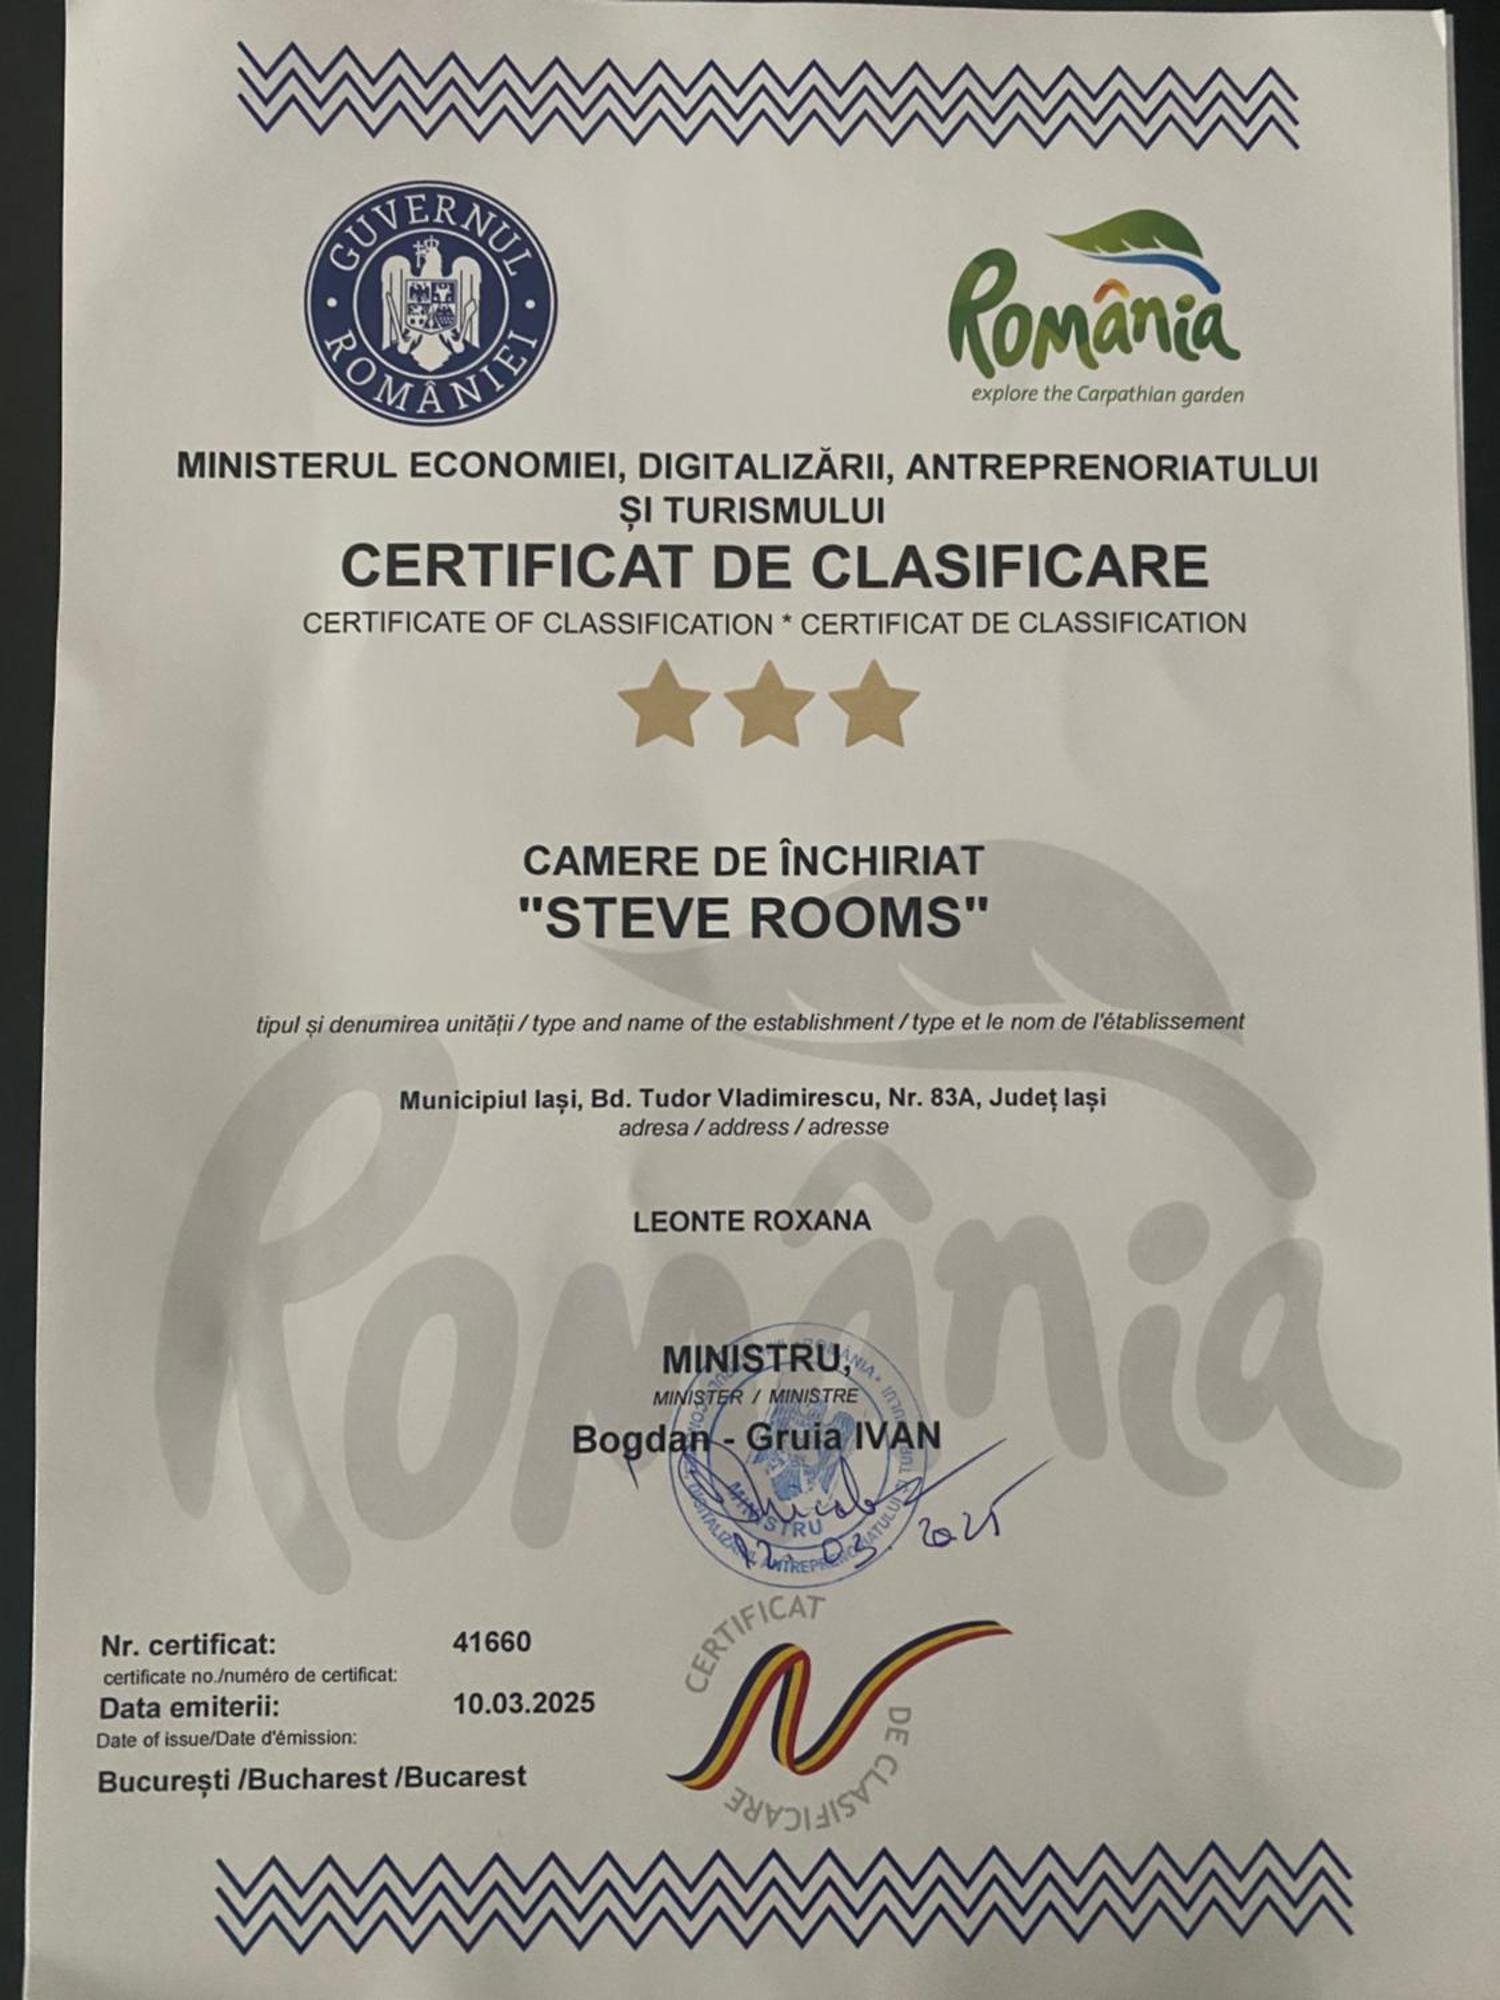 GUVERNUL ROMÂNIEI
România
explore the Carpathian garden
MINISTERUL ECONOMIEI, DIGITALIZĂRII, ANTREPRENORIATULUI
ȘI TURISMULUI
CERTIFICAT DE CLASIFICARE
CERTIFICATE OF CLASSIFICATION * CERTIFICAT DE CLASSIFICATION
CAMERE DE ÎNCHIRIAT
"STEVE ROOMS"
tipul și denumirea unității / type and name of the establishment / type et le nom de l'établissement
Municipiul Iași, Bd. Tudor Vladimirescu, Nr. 83A, Județ Iași
adresa / address / adresse
LEONTE ROXANA
România
MINISTRU,
MINISTER / MINISTRE
Bogdan - Gruia IVAN
MINISTRU
03. 2025
Nr. certificat: 41660
certificate no./numéro de certificat:
Data emiterii: 10.03.2025
Date of issue/Date d'émission:
București /Bucharest /Bucarest
CERTIFICAT
DE CLASIFICARE